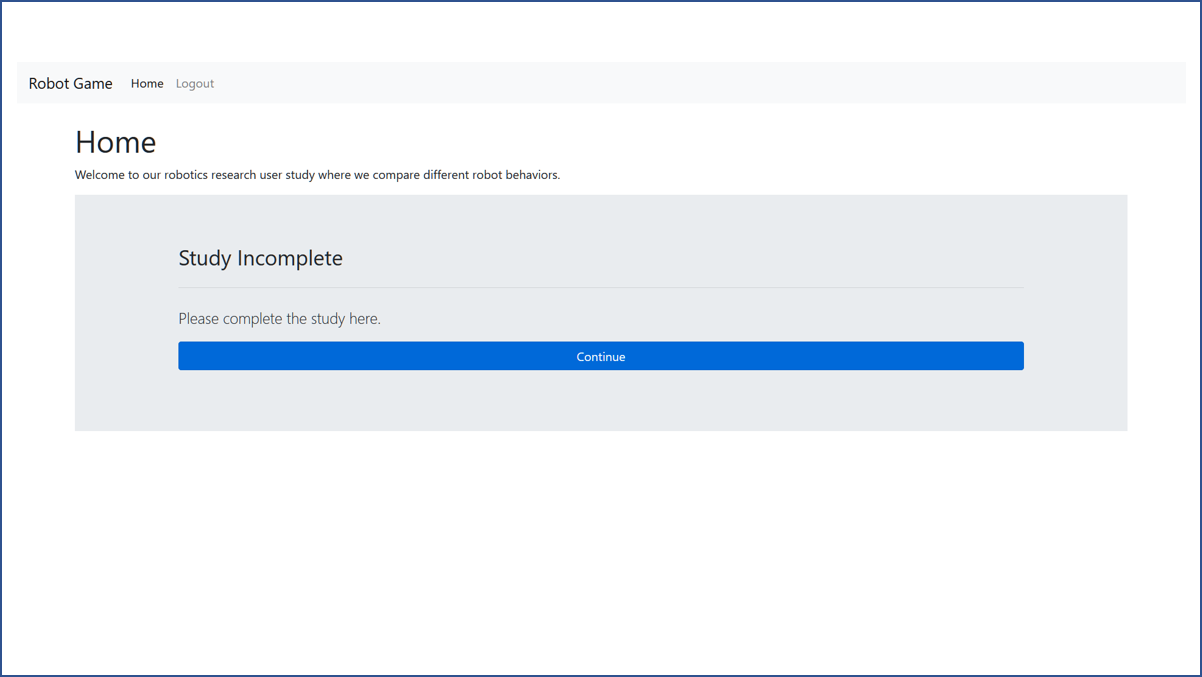 Robot Game Home Logout
Home
Welcome to our robotics research user study where we compare different robot behaviors.
Study Incomplete
Please complete the study here.
Continue